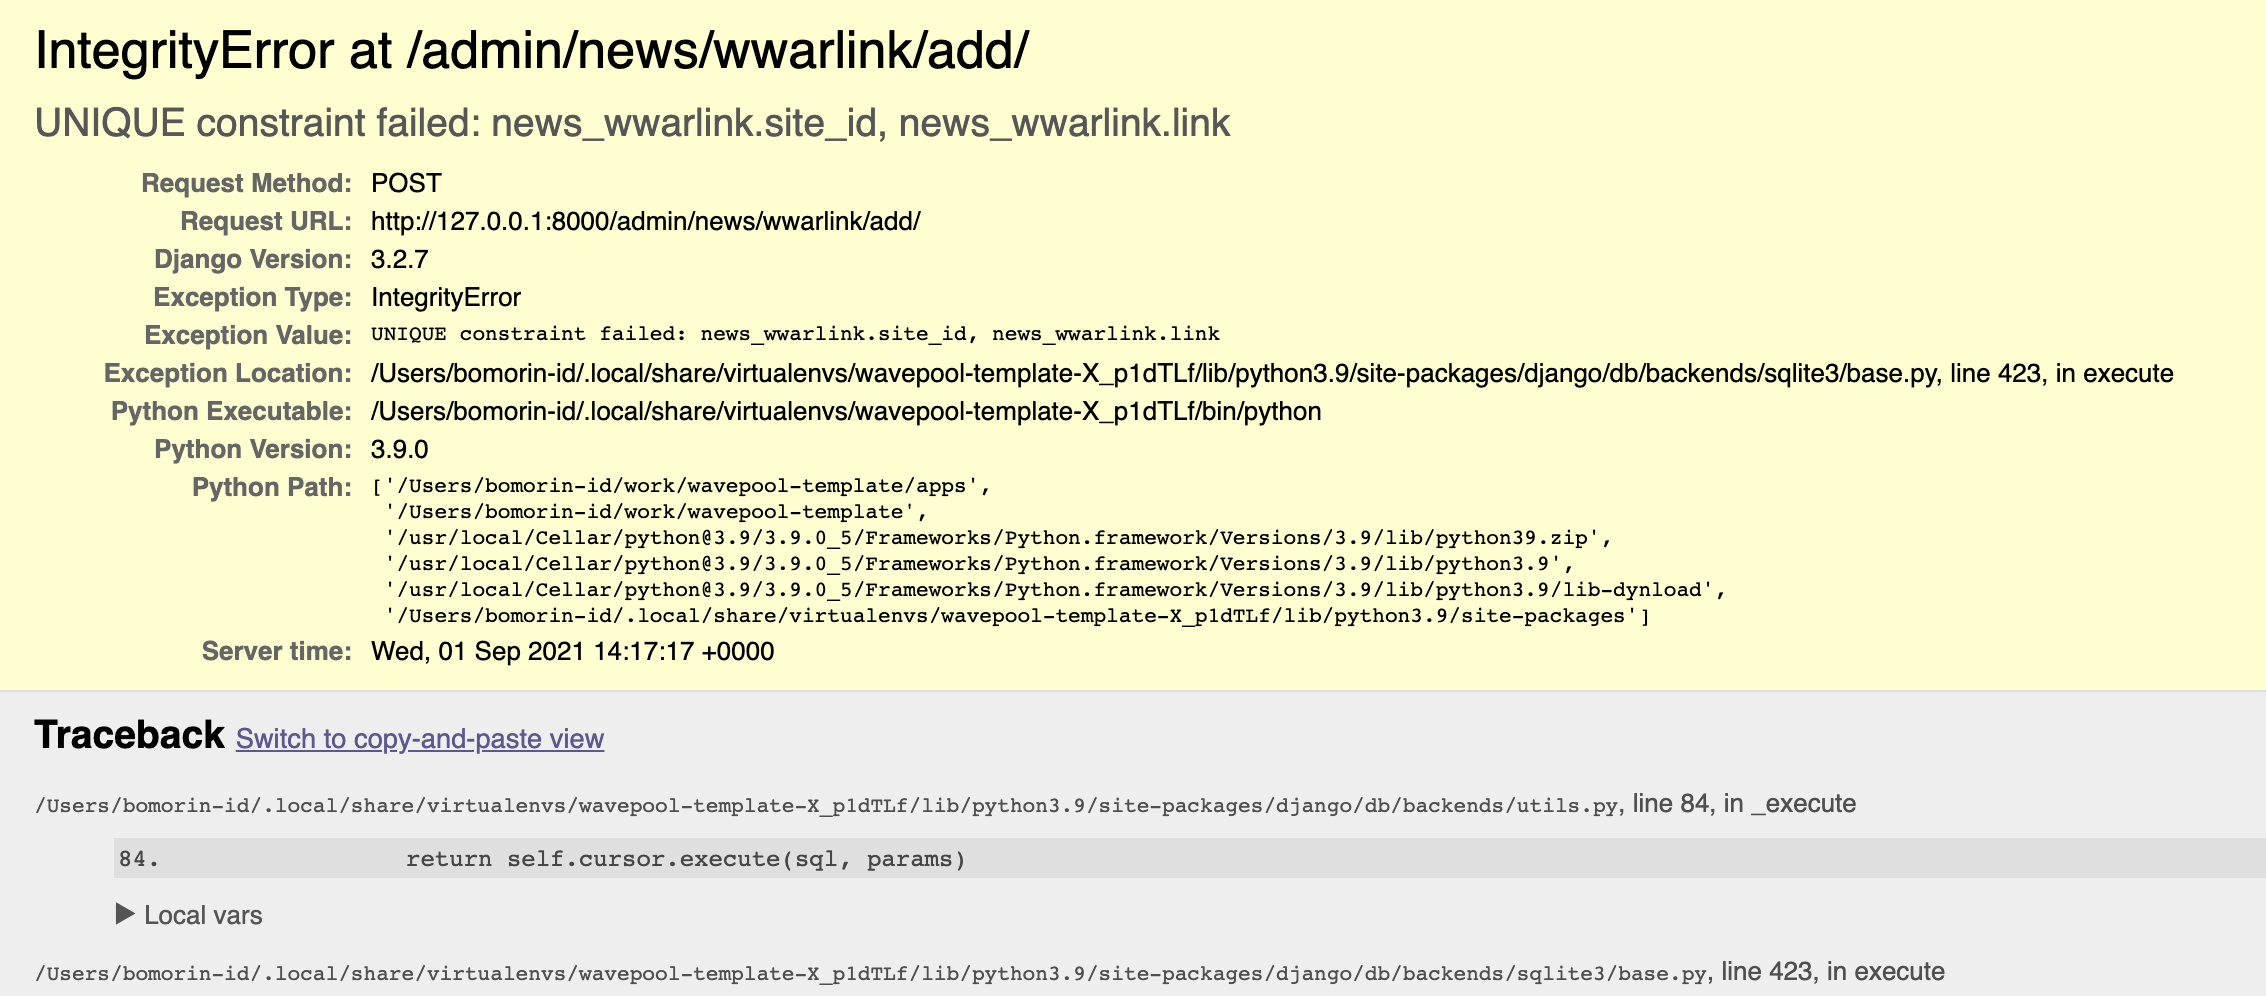 IntegrityError at /admin/news/wwarlink/add/
UNIQUE constraint failed: news_wwarlink.site_id, news_wwarlink.link
Request Method: POST
Request URL: http://127.0.0.1:8000/admin/news/wwarlink/add/
Django Version: 3.2.7
Exception Type: IntegrityError
Exception Value: UNIQUE constraint failed: news_wwarlink.site_id, news_wwarlink.link
Exception Location: /Users/bomorin-id/.local/share/virtualenvs/wavepool-template-X_p1dTLf/lib/python3.9/site-packages/django/db/backends/sqlite3/base.py, line 423, in execute
Python Executable: /Users/bomorin-id/.local/share/virtualenvs/wavepool-template-X_p1dTLf/bin/python
Python Version: 3.9.0
Python Path: ['/Users/bomorin-id/work/wavepool-template/apps',
'/Users/bomorin-id/work/wavepool-template',
'/usr/local/Cellar/python@3.9/3.9.0_5/Frameworks/Python.framework/Versions/3.9/lib/python39.zip',
'/usr/local/Cellar/python@3.9/3.9.0_5/Frameworks/Python.framework/Versions/3.9/lib/python3.9',
'/usr/local/Cellar/python@3.9/3.9.0_5/Frameworks/Python.framework/Versions/3.9/lib/python3.9/lib-dynload',
'/Users/bomorin-id/.local/share/virtualenvs/wavepool-template-X_p1dTLf/lib/python3.9/site-packages']
Server time: Wed, 01 Sep 2021 14:17:17 +0000
Traceback Switch to copy-and-paste view
/Users/bomorin-id/.local/share/virtualenvs/wavepool-template-X_p1dTLf/lib/python3.9/site-packages/django/db/backends/utils.py, line 84, in _execute
84. return self.cursor.execute(sql, params)
▶ Local vars
/Users/bomorin-id/.local/share/virtualenvs/wavepool-template-X_p1dTLf/lib/python3.9/site-packages/django/db/backends/sqlite3/base.py, line 423, in execute